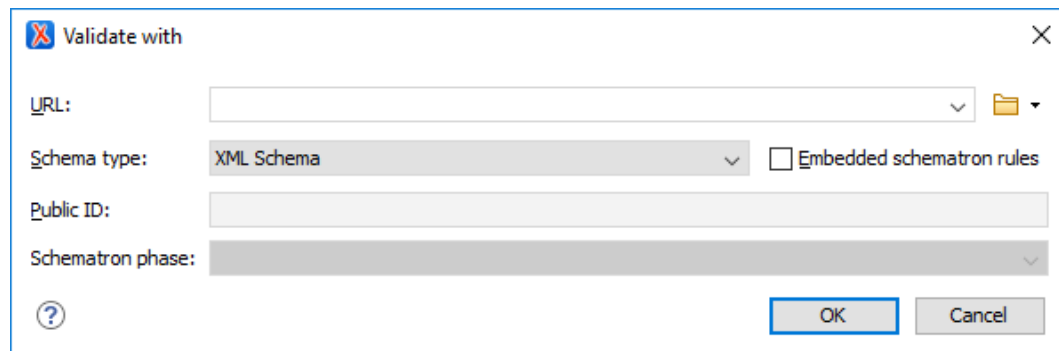 Validate with
URL:
Schema type: XML Schema Embedded schematron rules
Public ID:
Schematron phase:
? OK Cancel